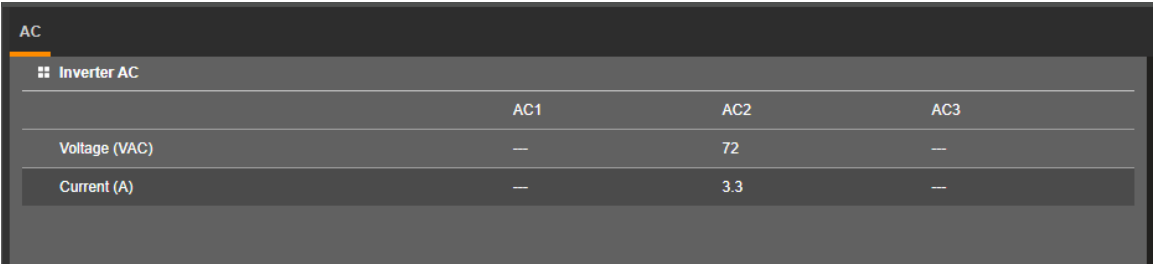 AC
Inverter AC
AC1 AC2 AC3
Voltage (VAC) --- 72 ---
Current (A) --- 3.3 ---